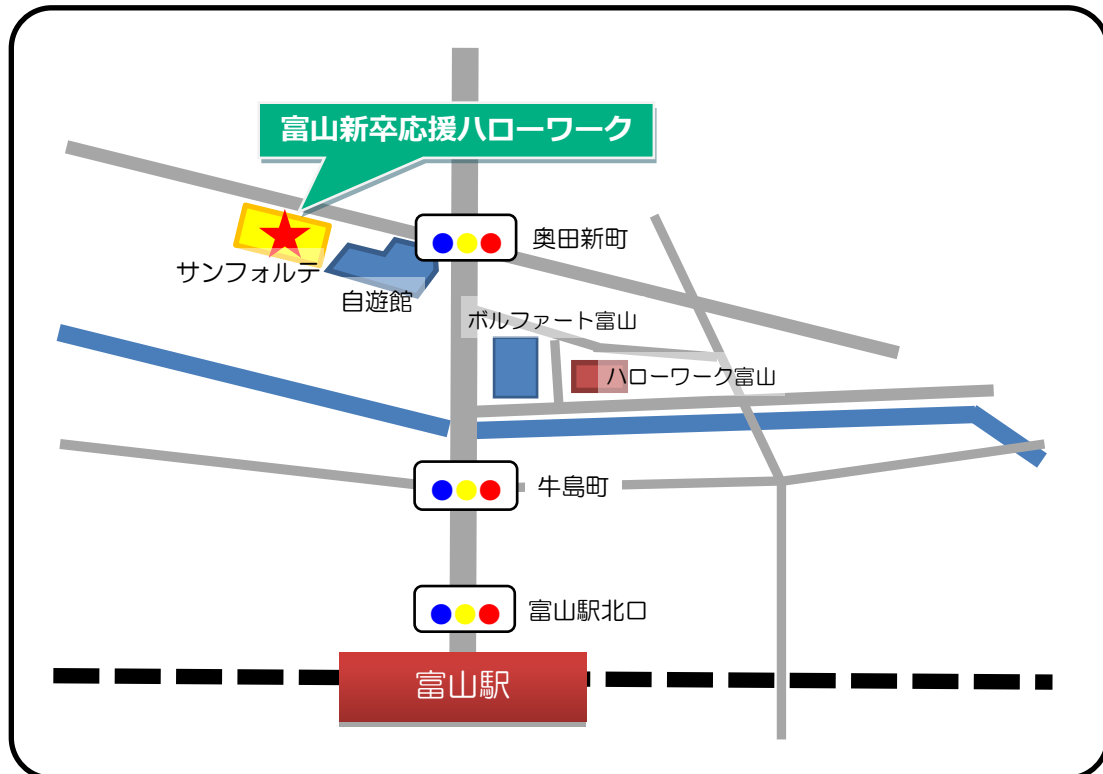 富山新卒応援ハローワーク
奥田新町
サンフォルテ
自遊館
ボルファート富山
ハローワーク富山
牛島町
富山駅北口
富山駅